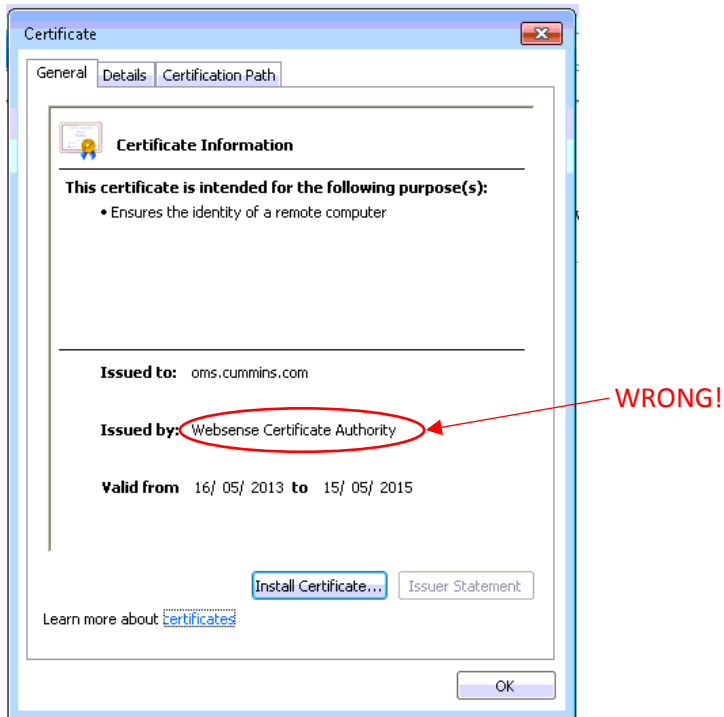 Certificate
General Details Certification Path
Certificate Information
This certificate is intended for the following purpose(s):
• Ensures the identity of a remote computer
Issued to: oms.cummins.com
WRONG!
Issued by: Websense Certificate Authority
Valid from 16/ 05/ 2013 to 15/ 05/ 2015
Install Certificate... Issuer Statement
Learn more about certificates
OK